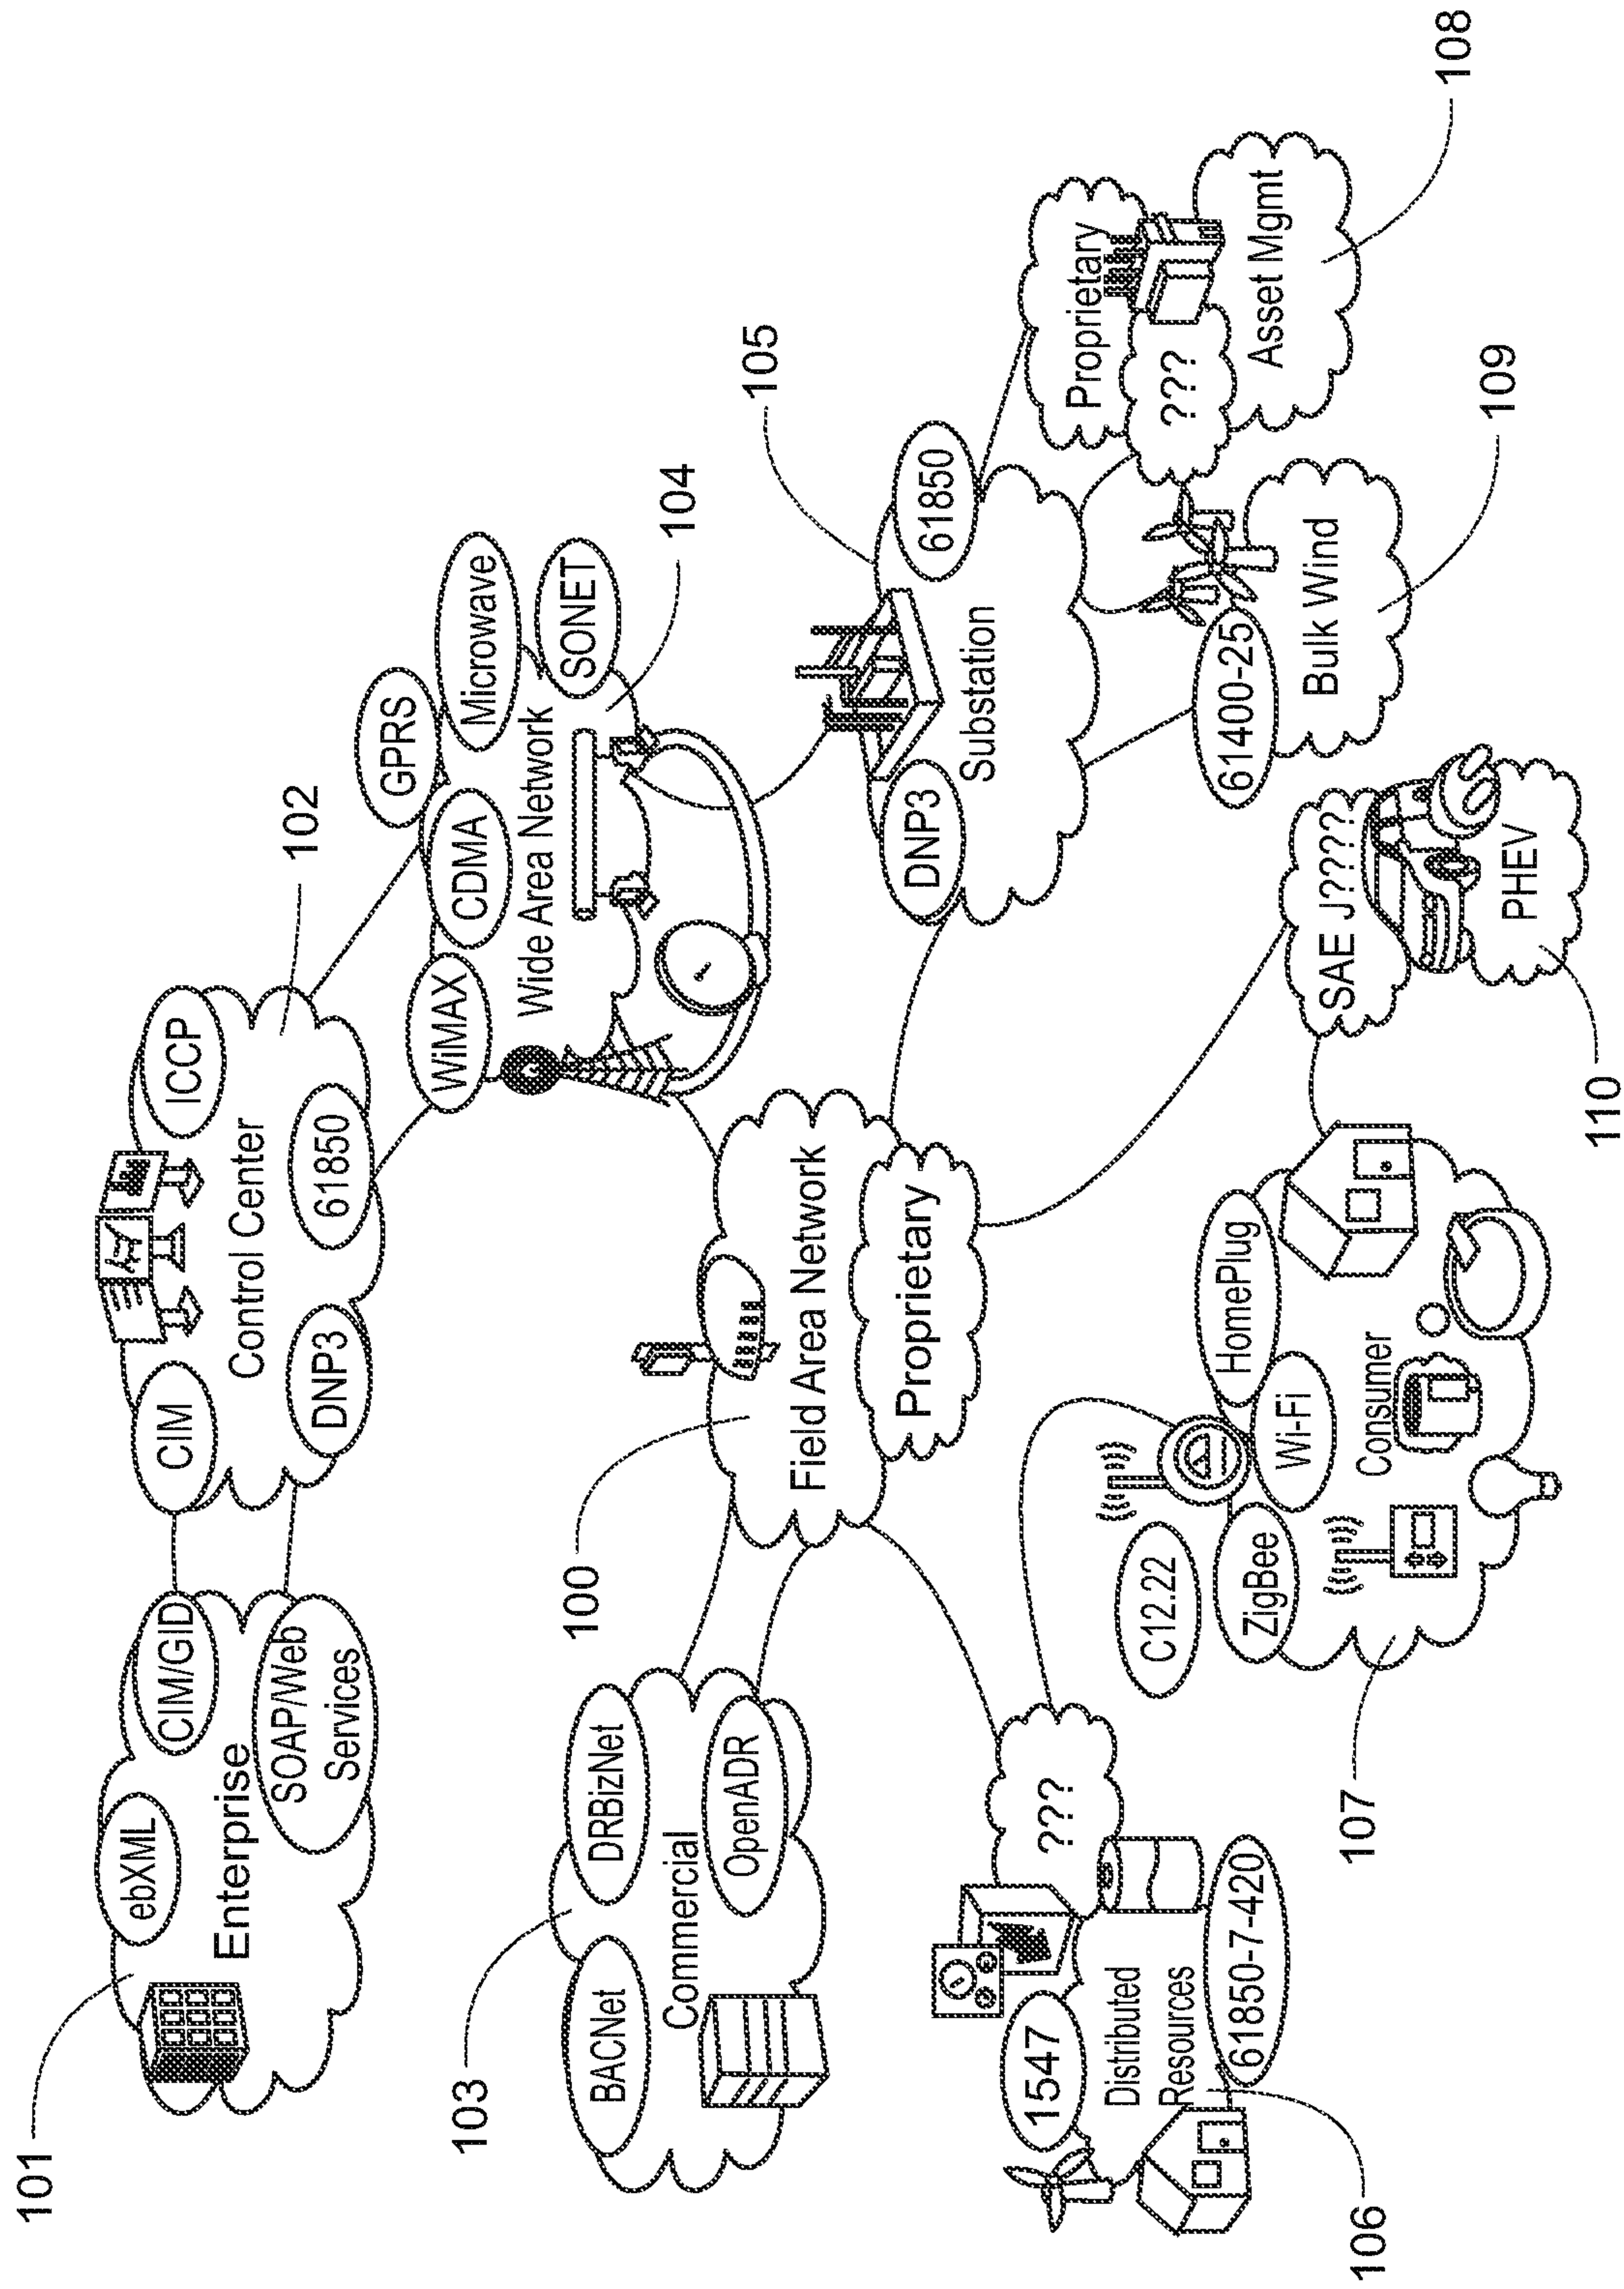 101
ebXML
CIM/GID
Enterprise
SOAP/Web
Services
CIM
ICCP
Control Center
DNP3
61850
102
GPRS
Microwave
SONET
CDMA
WiMAX
Wide Area Network
104
103
BACNet
DRBizNet
Commercial
OpenADR
100
Field Area Network
Proprietary
105
DNP3
61850
Substation
Proprietary
???
Asset Mgmt
108
1547
???
Distributed
Resources
61850-7-420
106
C12.22
ZigBee
Wi-Fi
HomePlug
Consumer
107
SAE J?????
PHEV
110
61400-25
Bulk Wind
109